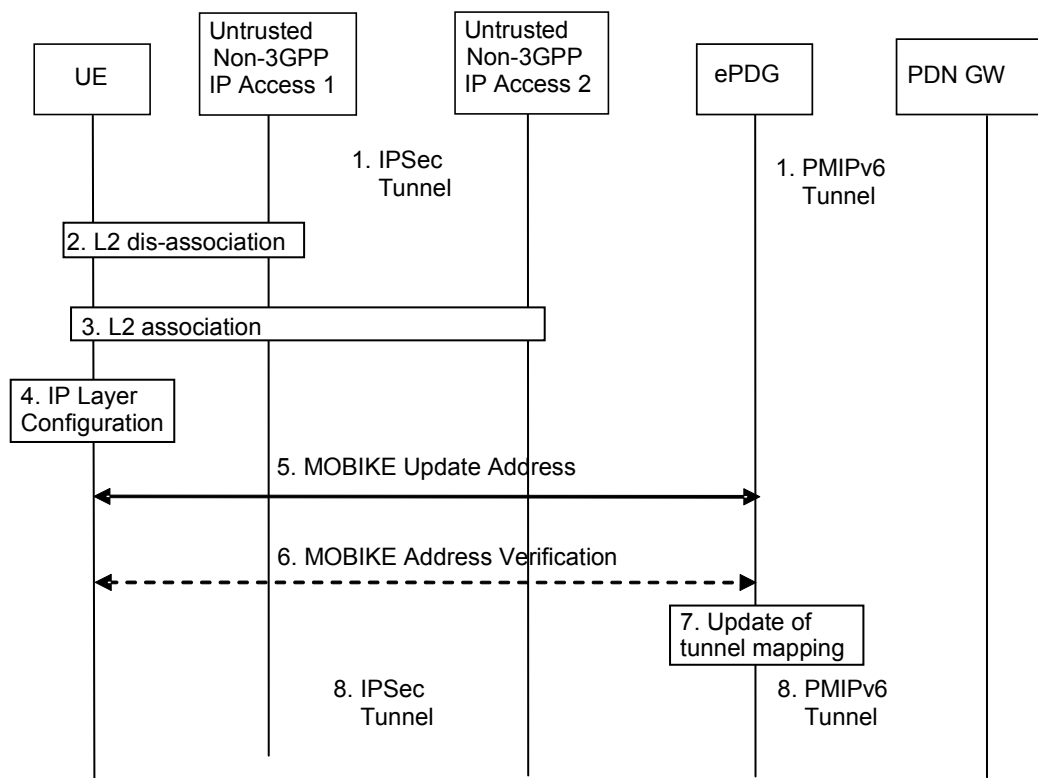 UE
Untrusted
Non-3GPP
IP Access 1
Untrusted
Non-3GPP
IP Access 2
ePDG
PDN GW
1. IPSec
Tunnel
1. PMIPv6
Tunnel
2. L2 dis-association
3. L2 association
4. IP Layer
Configuration
5. MOBIKE Update Address
6. MOBIKE Address Verification
7. Update of
tunnel mapping
8. IPSec
Tunnel
8. PMIPv6
Tunnel